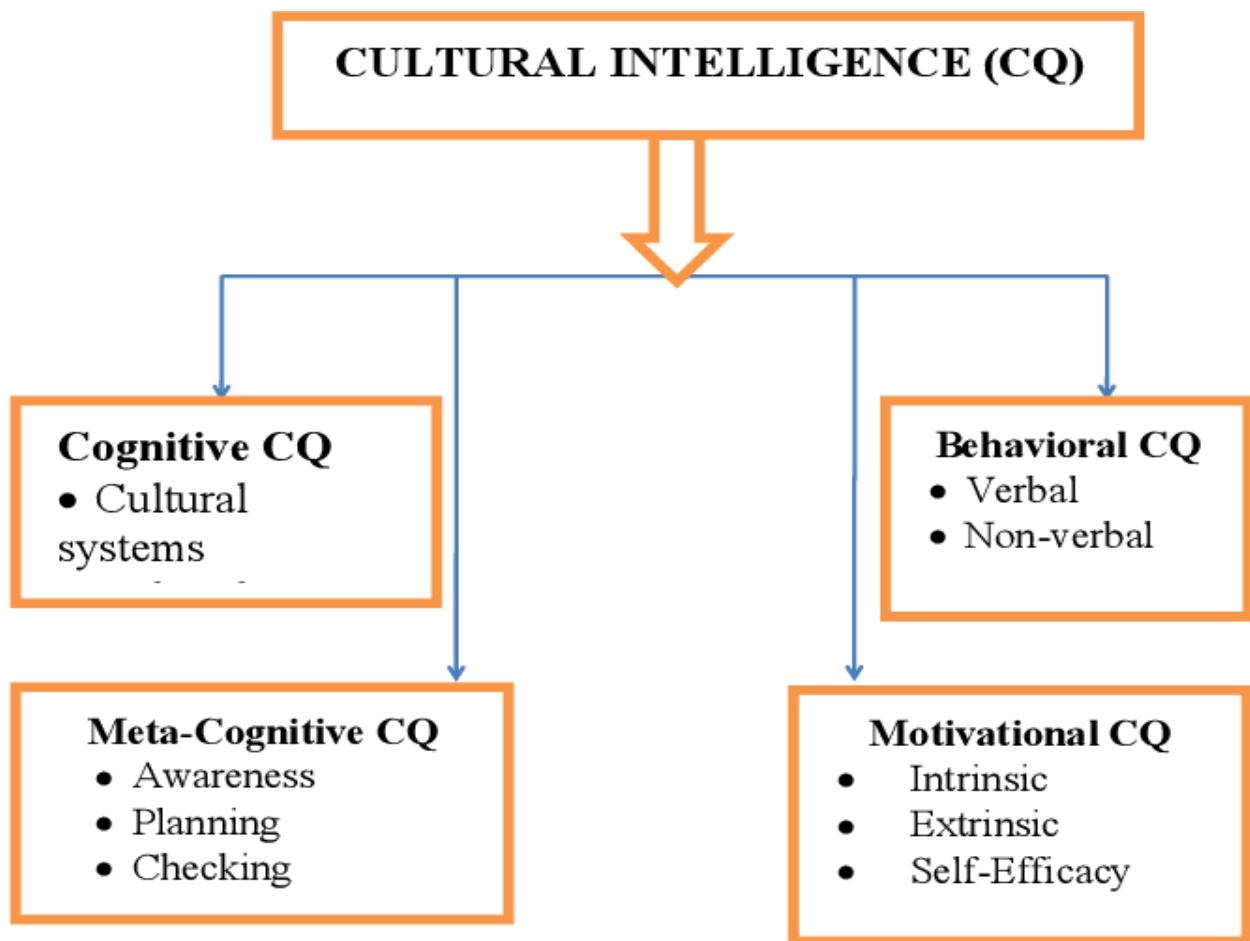 CULTURAL INTELLIGENCE (CQ)
Cognitive CQ
• Cultural
systems
Behavioral CQ
• Verbal
• Non-verbal
Meta-Cognitive CQ
• Awareness
• Planning
• Checking
Motivational CQ
• Intrinsic
• Extrinsic
• Self-Efficacy